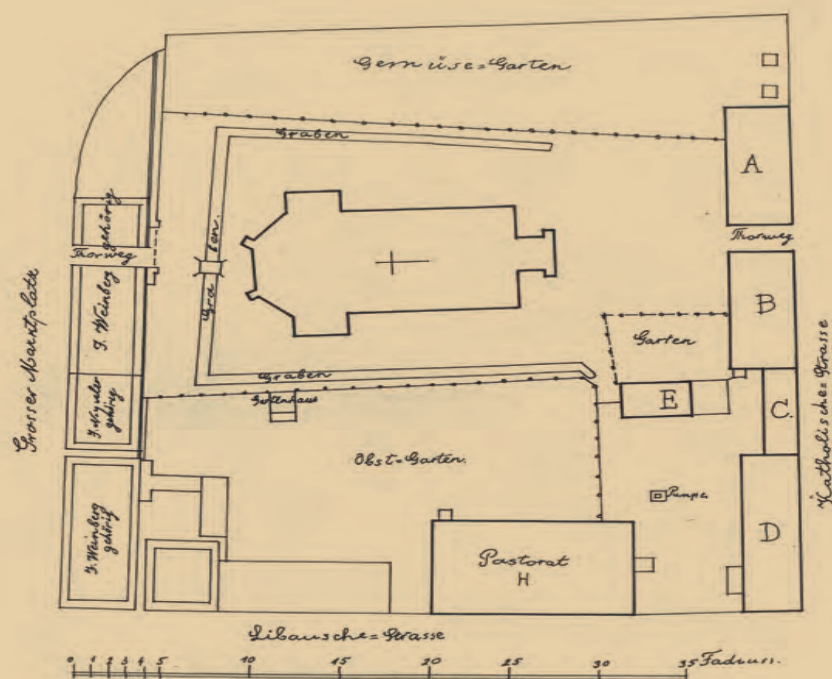 Gemüse=Garten
Graben
A
gehörig
Thorweg
Thorweg
Graben.
Grosser Marktplatz
J. Weinberg
B
Garten
Graben
Gartenhaus
gehörig
E
C.
Katholische=Strasse
Obst=Garten.
Pumpe.
J. Weinberg
gehörig
D
Pastorat
H
Libausche=Strasse
0 1 2 3 4 5 10 15 20 25 30 35 Faden.